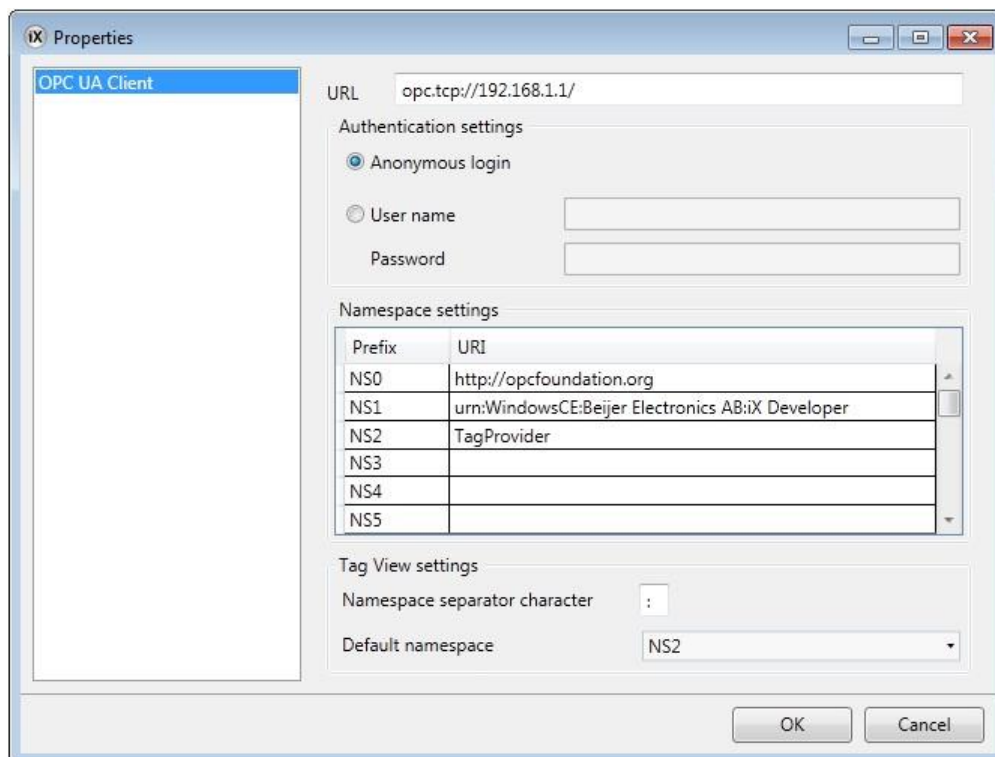 iX Properties
OPC UA Client
URL opc.tcp://192.168.1.1/
Authentication settings
Anonymous login
User name
Password
Namespace settings
Prefix URI
NS0 http://opcfoundation.org
NS1 urn:WindowsCE:Beijer Electronics AB:iX Developer
NS2 TagProvider
NS3
NS4
NS5
Tag View settings
Namespace separator character :
Default namespace NS2
OK Cancel